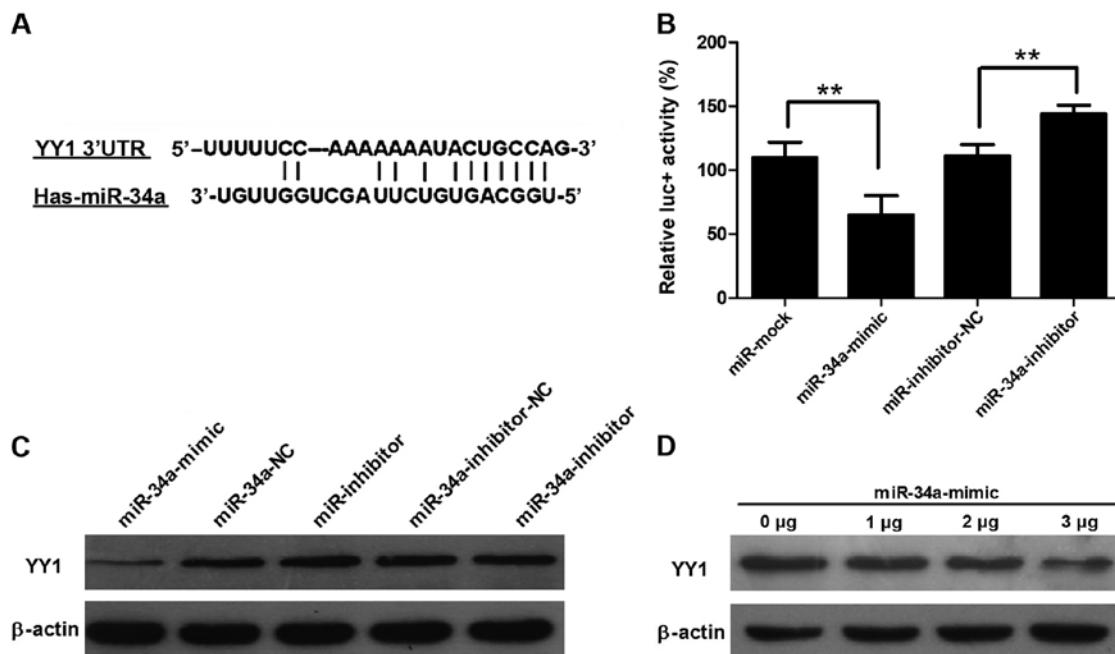 A
YY1 3'UTR 5'-UUUUUCC---AAAAAAAUACUGCCAG-3'
Has-miR-34a 3'-UGUUGGUCGAUUCUGUGACGGU-5'
B
Relative luc+ activity (%)
200
150
100
50
0
**
**
miR-mock
miR-34a-mimic
miR-inhibitor-NC
miR-34a-inhibitor
C
miR-34a-mimic
miR-34a-NC
miR-inhibitor
miR-34a-inhibitor-NC
miR-34a-inhibitor
YY1
β-actin
D
miR-34a-mimic
0 µg 1 µg 2 µg 3 µg
YY1
β-actin